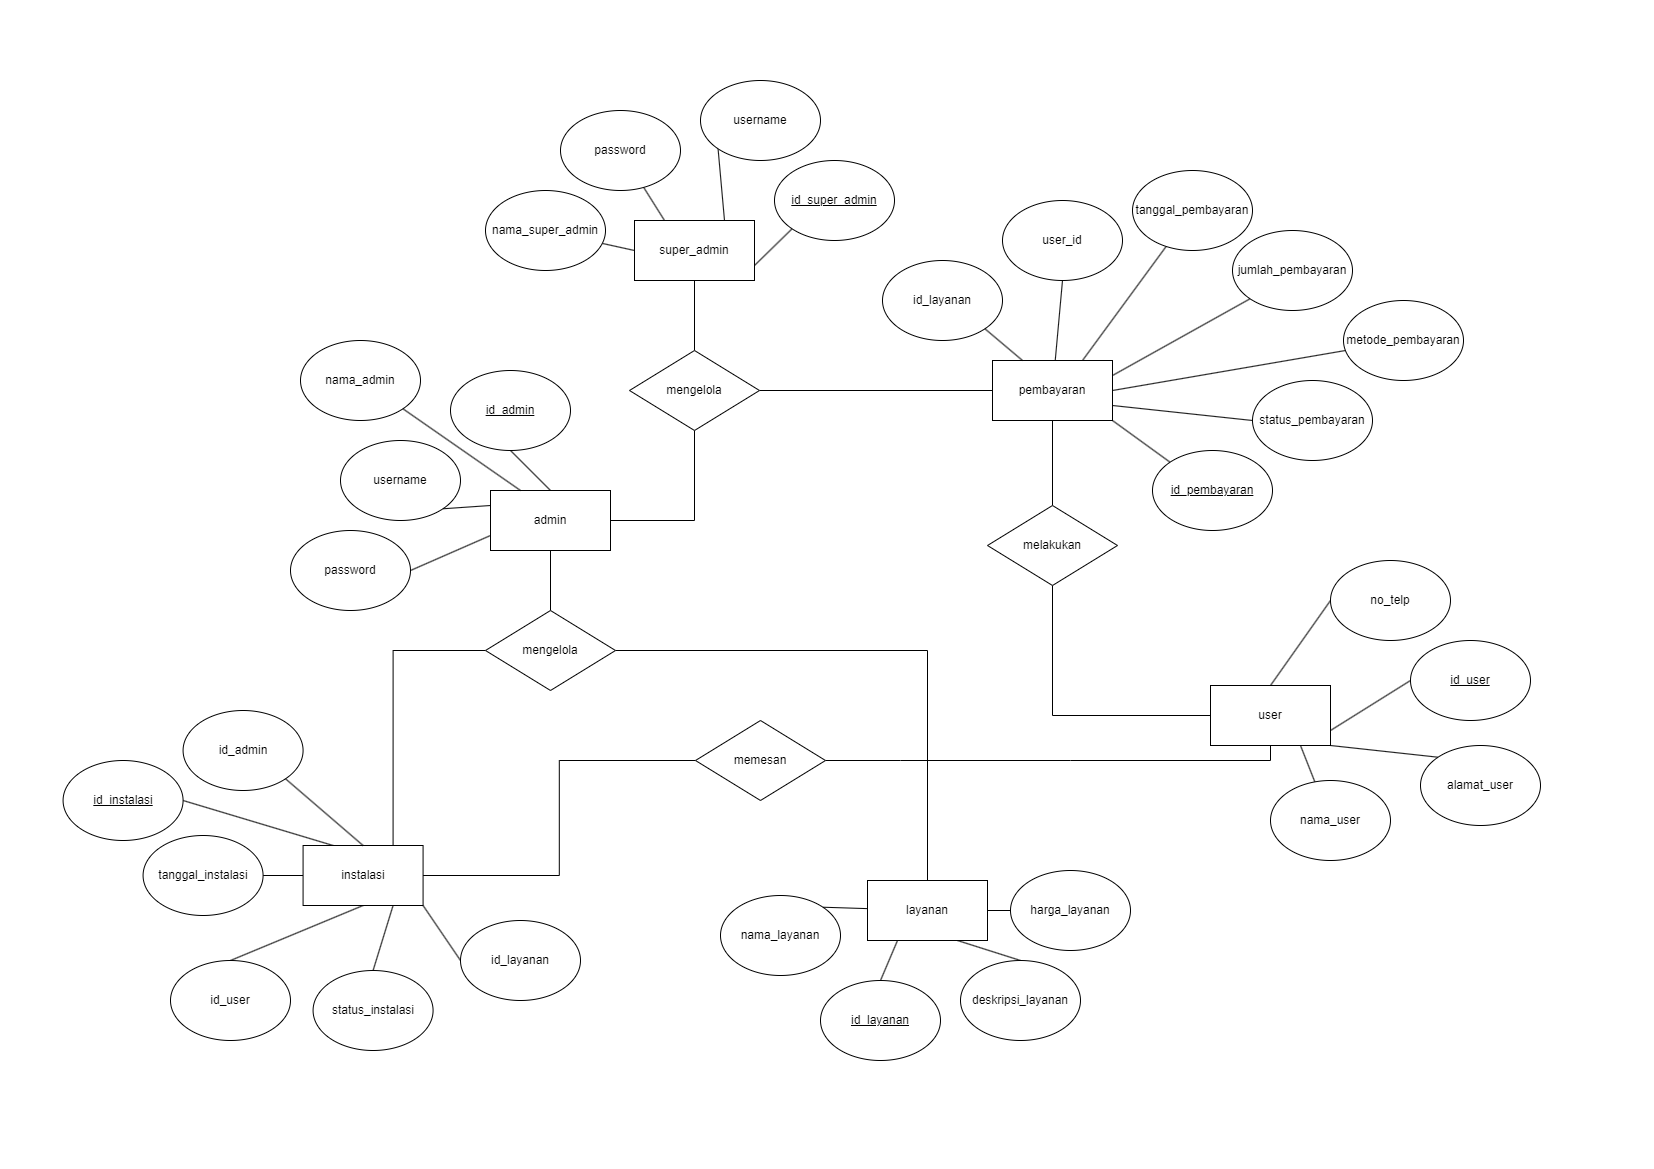 username
password
id_super_admin
nama_super_admin
super_admin
tanggal_pembayaran
user_id
jumlah_pembayaran
id_layanan
metode_pembayaran
nama_admin
id_admin
mengelola
pembayaran
status_pembayaran
username
id_pembayaran
admin
melakukan
password
no_telp
mengelola
id_user
user
id_admin
memesan
alamat_user
id_instalasi
nama_user
tanggal_instalasi
instalasi
layanan
harga_layanan
nama_layanan
id_layanan
id_user
status_instalasi
deskripsi_layanan
id_layanan